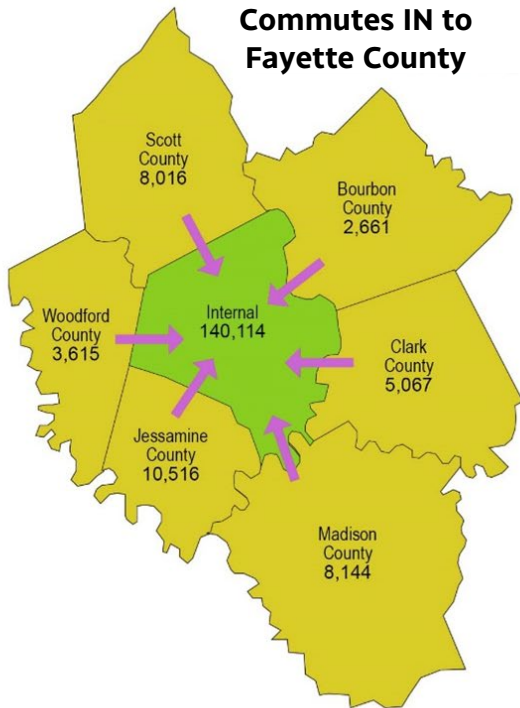 Commutes IN to
Fayette County
Scott
County
8,016
Bourbon
County
2,661
Internal
140,114
Woodford
County
3,615
Clark
County
5,067
Jessamine
County
10,516
Madison
County
8,144